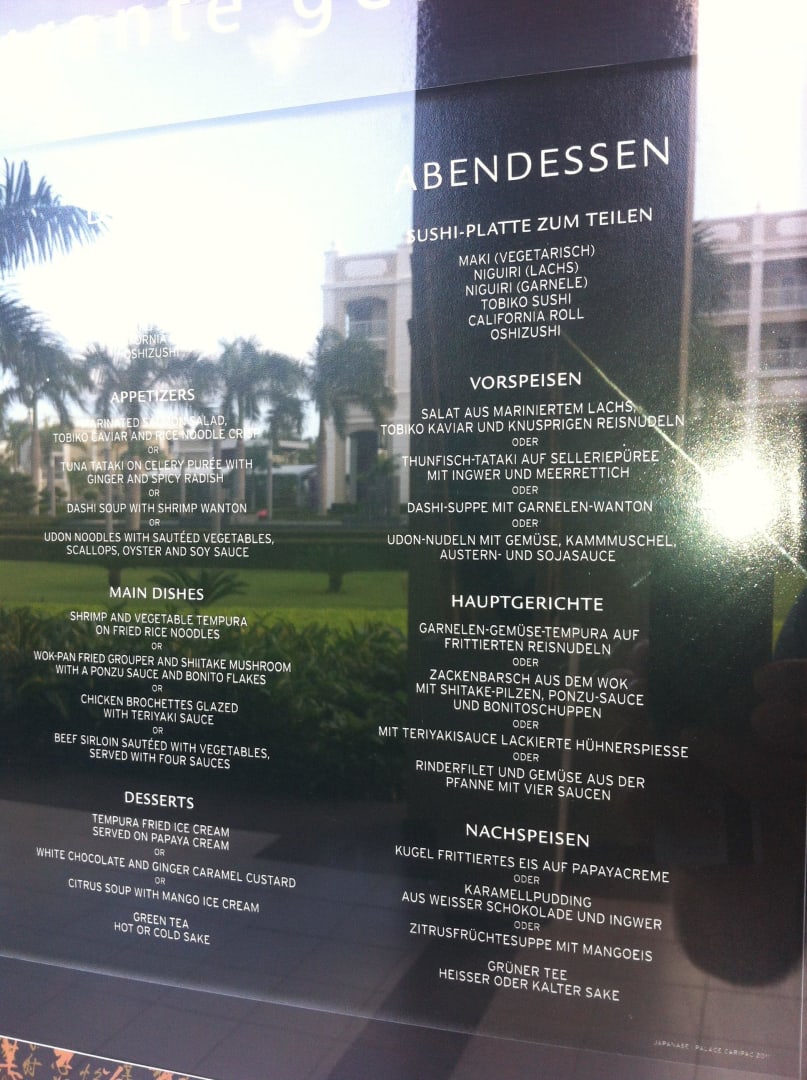 OSHIZUSHI
APPETIZERS
MARINATED SALMON SALAD,
TOBIKO CAVIAR AND RICE NOODLE CRISP
OR
TUNA TATAKI ON CELERY PURÉE WITH
GINGER AND SPICY RADISH
OR
DASHI SOUP WITH SHRIMP WANTON
OR
UDON NOODLES WITH SAUTÉED VEGETABLES,
SCALLOPS, OYSTER AND SOY SAUCE
MAIN DISHES
SHRIMP AND VEGETABLE TEMPURA
ON FRIED RICE NOODLES
OR
WOK-PAN FRIED GROUPER AND SHIITAKE MUSHROOM
WITH A PONZU SAUCE AND BONITO FLAKES
OR
CHICKEN BROCHETTES GLAZED
WITH TERIYAKI SAUCE
OR
BEEF SIRLOIN SAUTÉED WITH VEGETABLES,
SERVED WITH FOUR SAUCES
DESSERTS
TEMPURA FRIED ICE CREAM
SERVED ON PAPAYA CREAM
OR
WHITE CHOCOLATE AND GINGER CARAMEL CUSTARD
OR
CITRUS SOUP WITH MANGO ICE CREAM
GREEN TEA
HOT OR COLD SAKE
ABENDESSEN
SUSHI-PLATTE ZUM TEILEN
MAKI (VEGETARISCH)
NIGUIRI (LACHS)
NIGUIRI (GARNELE)
TOBIKO SUSHI
CALIFORNIA ROLL
OSHIZUSHI
VORSPEISEN
SALAT AUS MARINIERTEM LACHS,
TOBIKO KAVIAR UND KNUSPRIGEN REISNUDELN
ODER
THUNFISCH-TATAKI AUF SELLERIEPÜREE
MIT INGWER UND MEERRETTICH
ODER
DASHI-SUPPE MIT GARNELEN-WANTON
ODER
UDON-NUDELN MIT GEMÜSE, KAMMMUSCHEL,
AUSTERN- UND SOJASAUCE
HAUPTGERICHTE
GARNELEN-GEMÜSE-TEMPURA AUF
FRITTIERTEN REISNUDELN
ODER
ZACKENBARSCH AUS DEM WOK
MIT SHITAKE-PILZEN, PONZU-SAUCE
UND BONITOSCHUPPEN
ODER
MIT TERIYAKISAUCE LACKIERTE HÜHNERSPIESSE
ODER
RINDERFILET UND GEMÜSE AUS DER
PFANNE MIT VIER SAUCEN
NACHSPEISEN
KUGEL FRITTIERTES EIS AUF PAPAYACREME
ODER
KARAMELLPUDDING
AUS WEISSER SCHOKOLADE UND INGWER
ODER
ZITRUSFRÜCHTESUPPE MIT MANGOEIS
GRÜNER TEE
HEISSER ODER KALTER SAKE